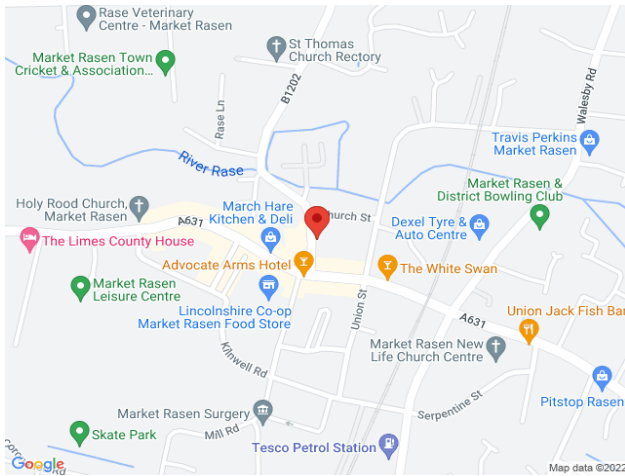 Rase Veterinary
Centre - Market Rasen
St Thomas
Church Rectory
Market Rasen Town
Cricket & Association...
B1202
Rase Ln
Walesby Rd
Travis Perkins
Market Rasen
River Rase
Market Rasen &
District Bowling Club
Holy Rood Church,
Market Rasen
March Hare
Kitchen & Deli
Church St
A631
Dexel Tyre &
Auto Centre
The Limes County House
Advocate Arms Hotel
The White Swan
Market Rasen
Leisure Centre
Lincolnshire Co-op
Market Rasen Food Store
Union St
A631
Union Jack Fish Bar
Market Rasen New
Life Church Centre
Kilnwell Rd
Pitstop Rasen
Serpentine St
Market Rasen Surgery
Mill Rd
Skate Park
Tesco Petrol Station
Google
Map data ©2022